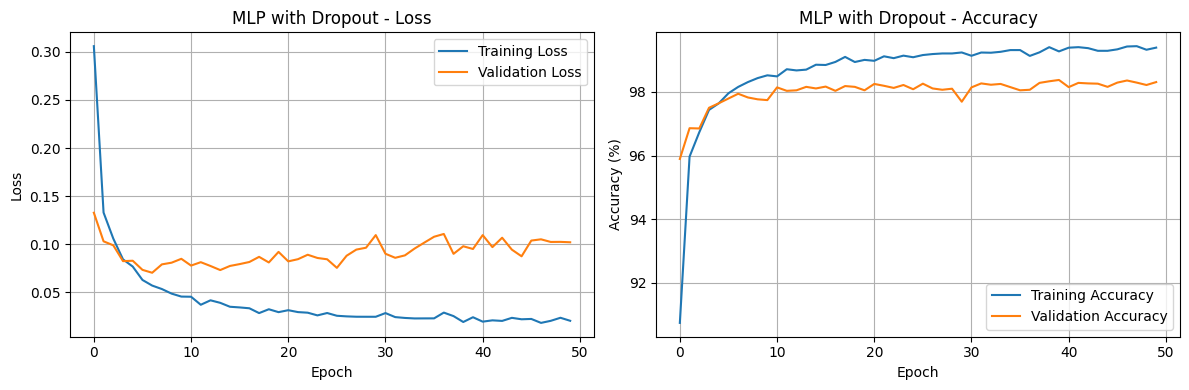 MLP with Dropout - Loss
Training Loss
Validation Loss
Loss
0.30
0.25
0.20
0.15
0.10
0.05
0 10 20 30 40 50
Epoch
MLP with Dropout - Accuracy
Accuracy (%)
98
96
94
92
Training Accuracy
Validation Accuracy
0 10 20 30 40 50
Epoch